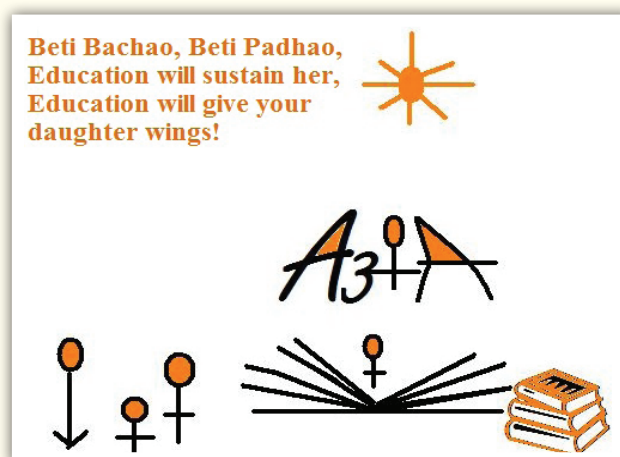 Beti Bachao, Beti Padhao,
Education will sustain her,
Education will give your
daughter wings!